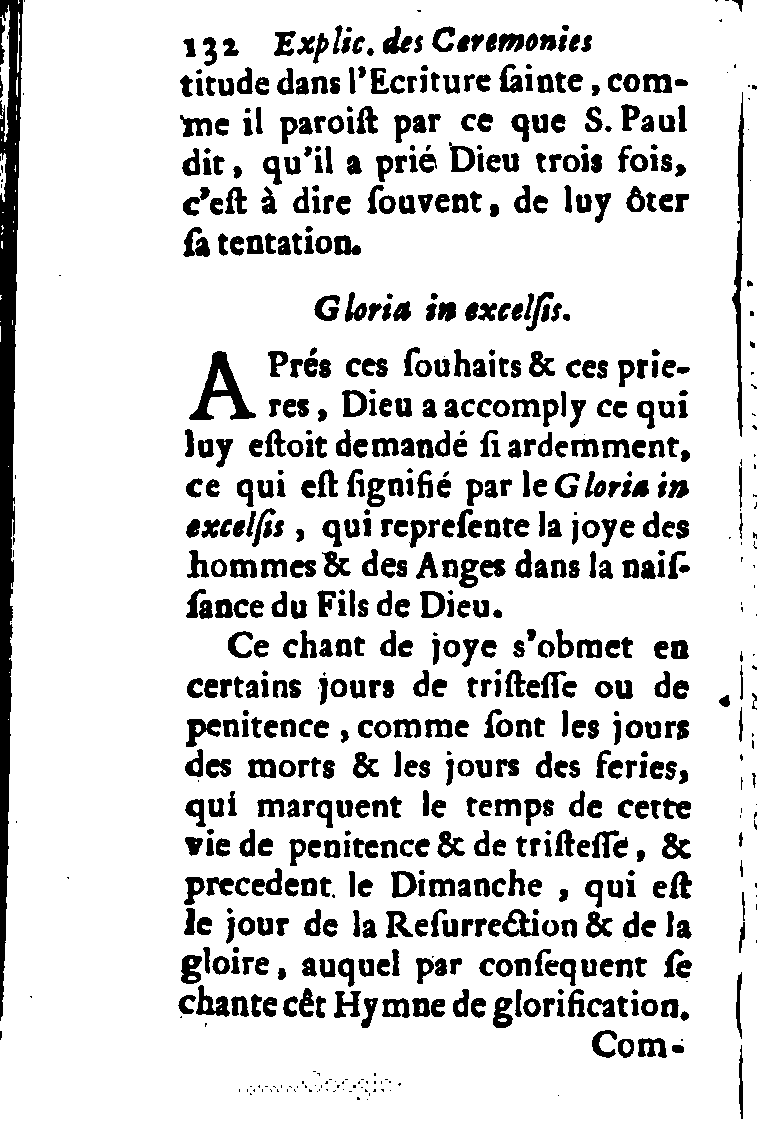 132 Explic. des Ceremonies
titude dans l'Ecriture ſainte, com-
me il paroiſt par ce que S. Paul
dit, qu'il a prié Dieu trois fois,
c'eſt à dire ſouvent, de luy ôter
ſa tentation.
Gloria in excelſis.
APrés ces ſouhaits & ces prie-
res, Dieu a accomply ce qui
luy eſtoit demandé ſi ardemment,
ce qui eſt ſignifié par le Gloria in
excelſis, qui repreſente la joye des
hommes & des Anges dans la naiſ-
ſance du Fils de Dieu.
Ce chant de joye s'obmet en
certains jours de triſteſſe ou de
penitence, comme ſont les jours
des morts & les jours des feries,
qui marquent le temps de cette
vie de penitence & de triſteſſe, &
precedent le Dimanche, qui eſt
le jour de la Reſurrection & de la
gloire, auquel par conſequent ſe
chante cêt Hymne de glorification.
Com-